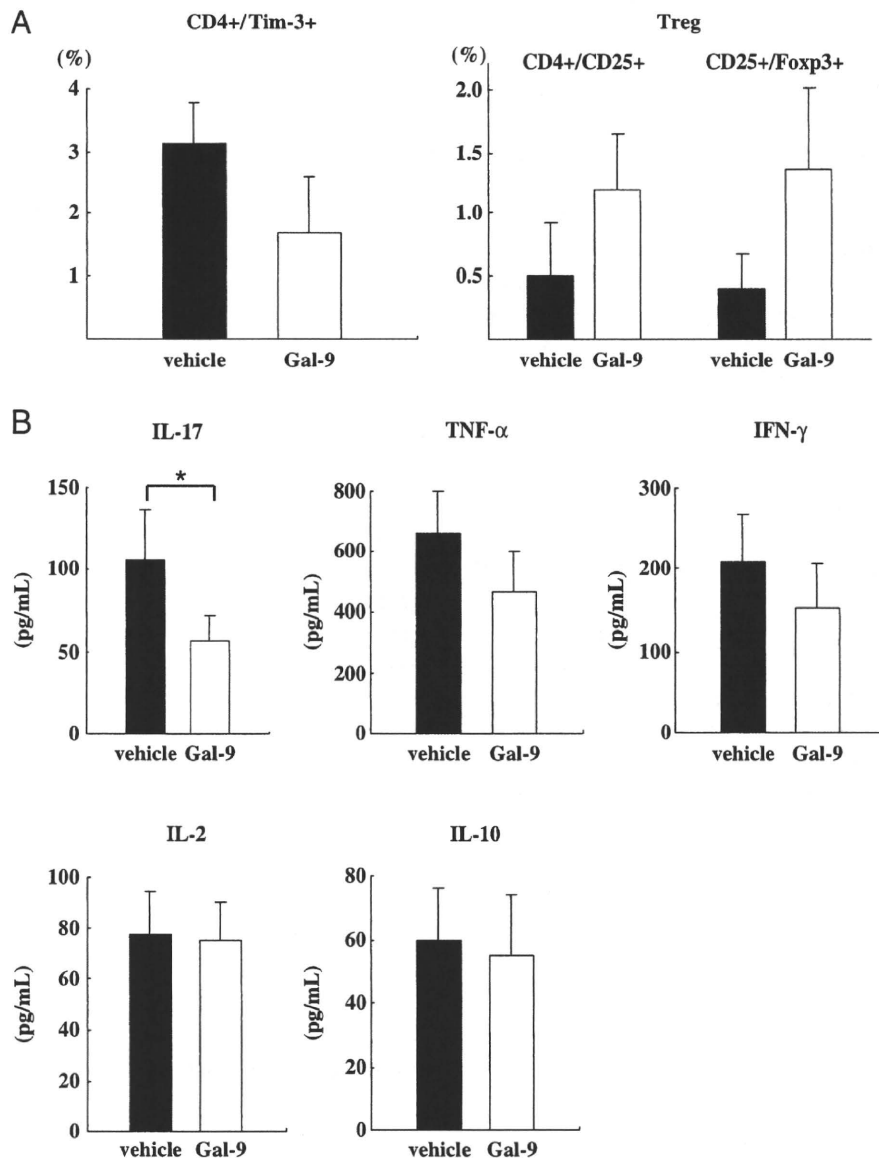 A
CD4+/Tim-3+
Treg
(%)
(%)
CD4+/CD25+ CD25+/Foxp3+
4
3
2
1
2.0
1.5
1.0
0.5
vehicle Gal-9
vehicle Gal-9 vehicle Gal-9
B
IL-17
TNF-α
IFN-γ
(pg/mL)
150
100
50
0
*
vehicle Gal-9
(pg/mL)
800
600
400
200
0
vehicle Gal-9
(pg/mL)
300
200
100
0
vehicle Gal-9
IL-2
IL-10
(pg/mL)
100
80
60
40
20
0
vehicle Gal-9
(pg/mL)
80
60
40
20
0
vehicle Gal-9